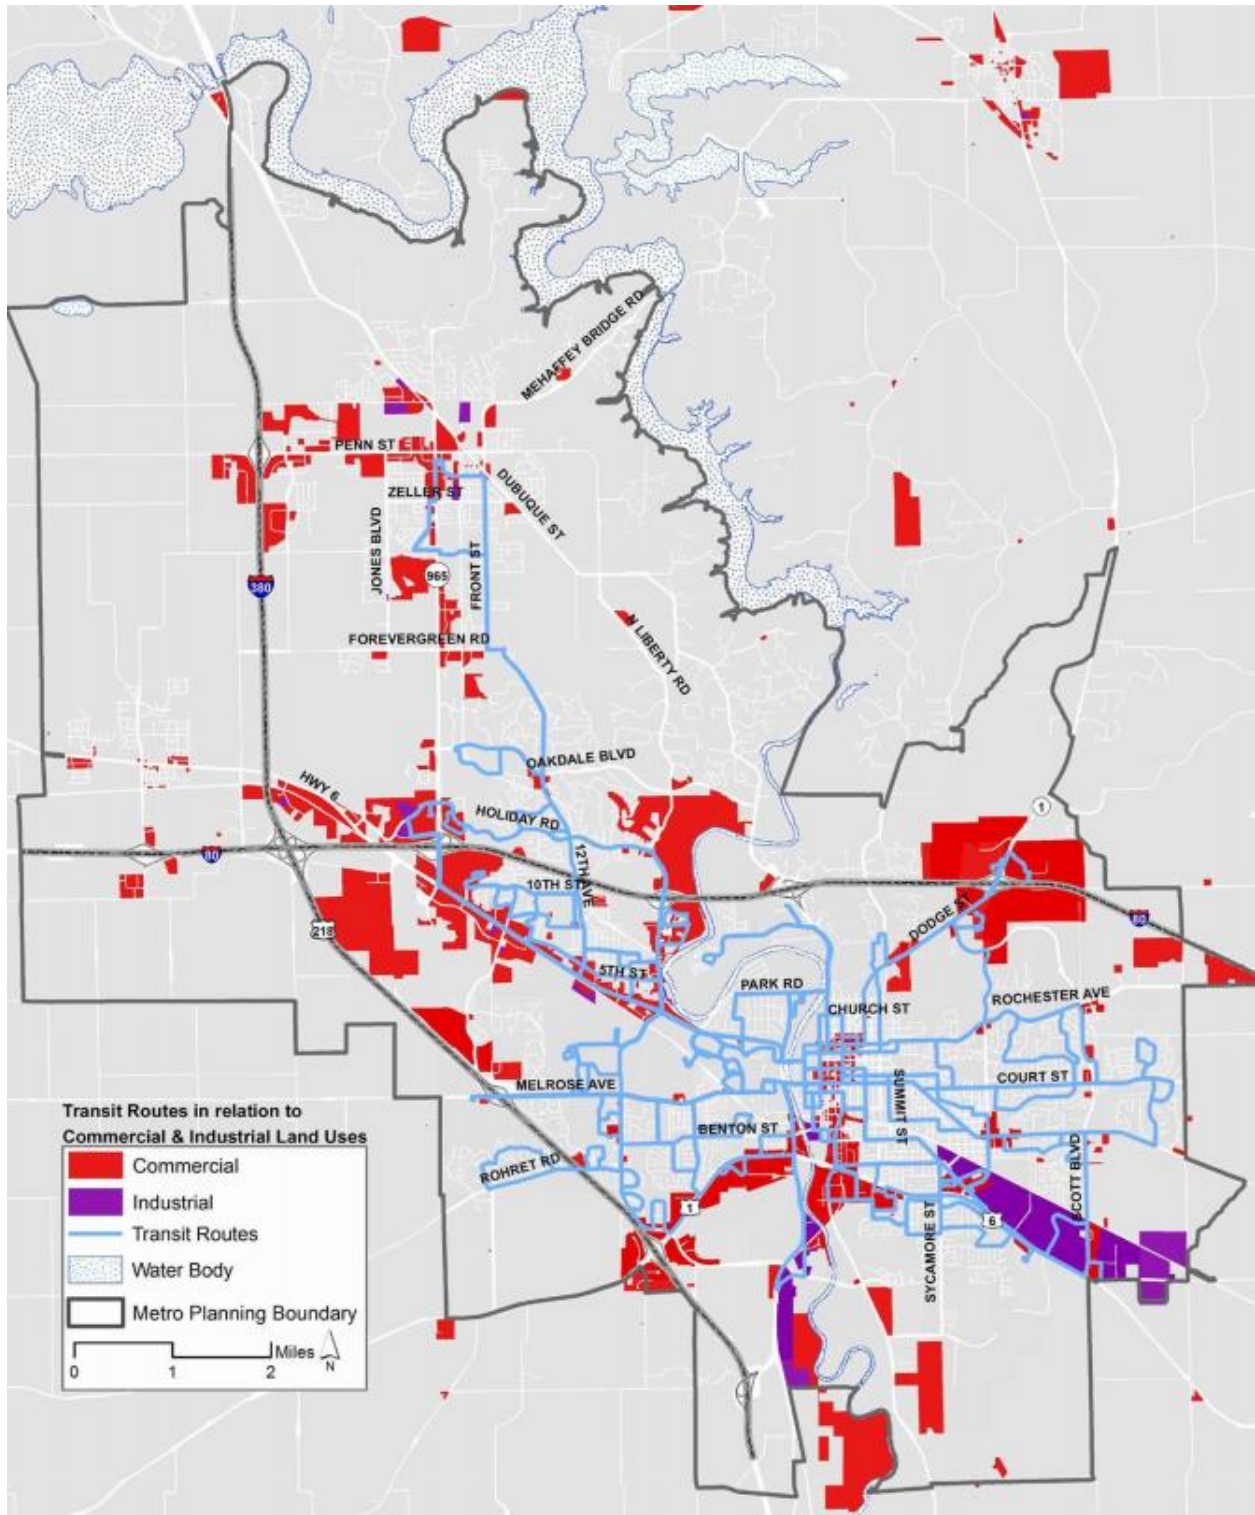 MEHAFFEY BRIDGE RD
PENN ST
ZELLER ST
DUBUQUE ST
JONES BLVD
FRONT ST
965
380
FOREVERGREEN RD
N LIBERTY RD
OAKDALE BLVD
HWY 6
HOLIDAY RD
1
80
12TH AVE
10TH ST
218
DODGE ST
80
5TH ST
PARK RD
CHURCH ST
ROCHESTER AVE
MELROSE AVE
SUMMIT ST
COURT ST
BENTON ST
ROHRET RD
SCOTT BLVD
1
SYCAMORE ST
6
Transit Routes in relation to
Commercial & Industrial Land Uses
Commercial
Industrial
Transit Routes
Water Body
Metro Planning Boundary
Miles
N
0 1 2